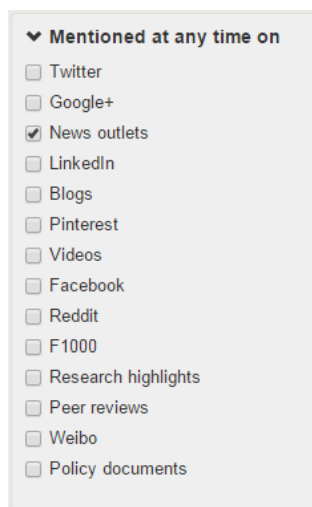 Mentioned at any time on
Twitter
Google+
News outlets
LinkedIn
Blogs
Pinterest
Videos
Facebook
Reddit
F1000
Research highlights
Peer reviews
Weibo
Policy documents